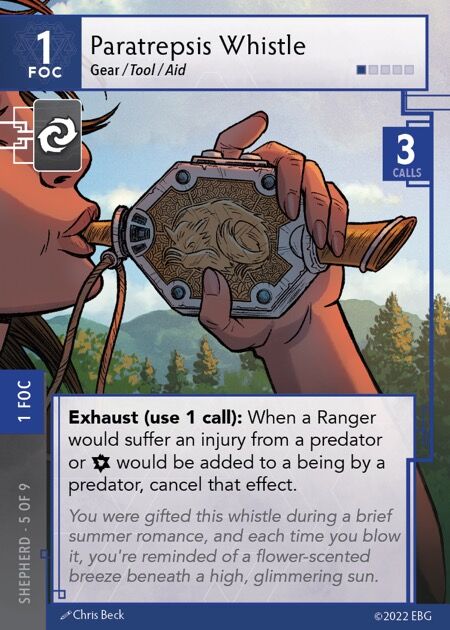 1
FOC
Paratrepsis Whistle
Gear / Tool / Aid
3
CALLS
1 FOC
SHEPHERD - 5 OF 9
Exhaust (use 1 call): When a Ranger
would suffer an injury from a predator
or would be added to a being by a
predator, cancel that effect.
You were gifted this whistle during a brief
summer romance, and each time you blow
it, you're reminded of a flower-scented
breeze beneath a high, glimmering sun.
Chris Beck
©2022 EBG